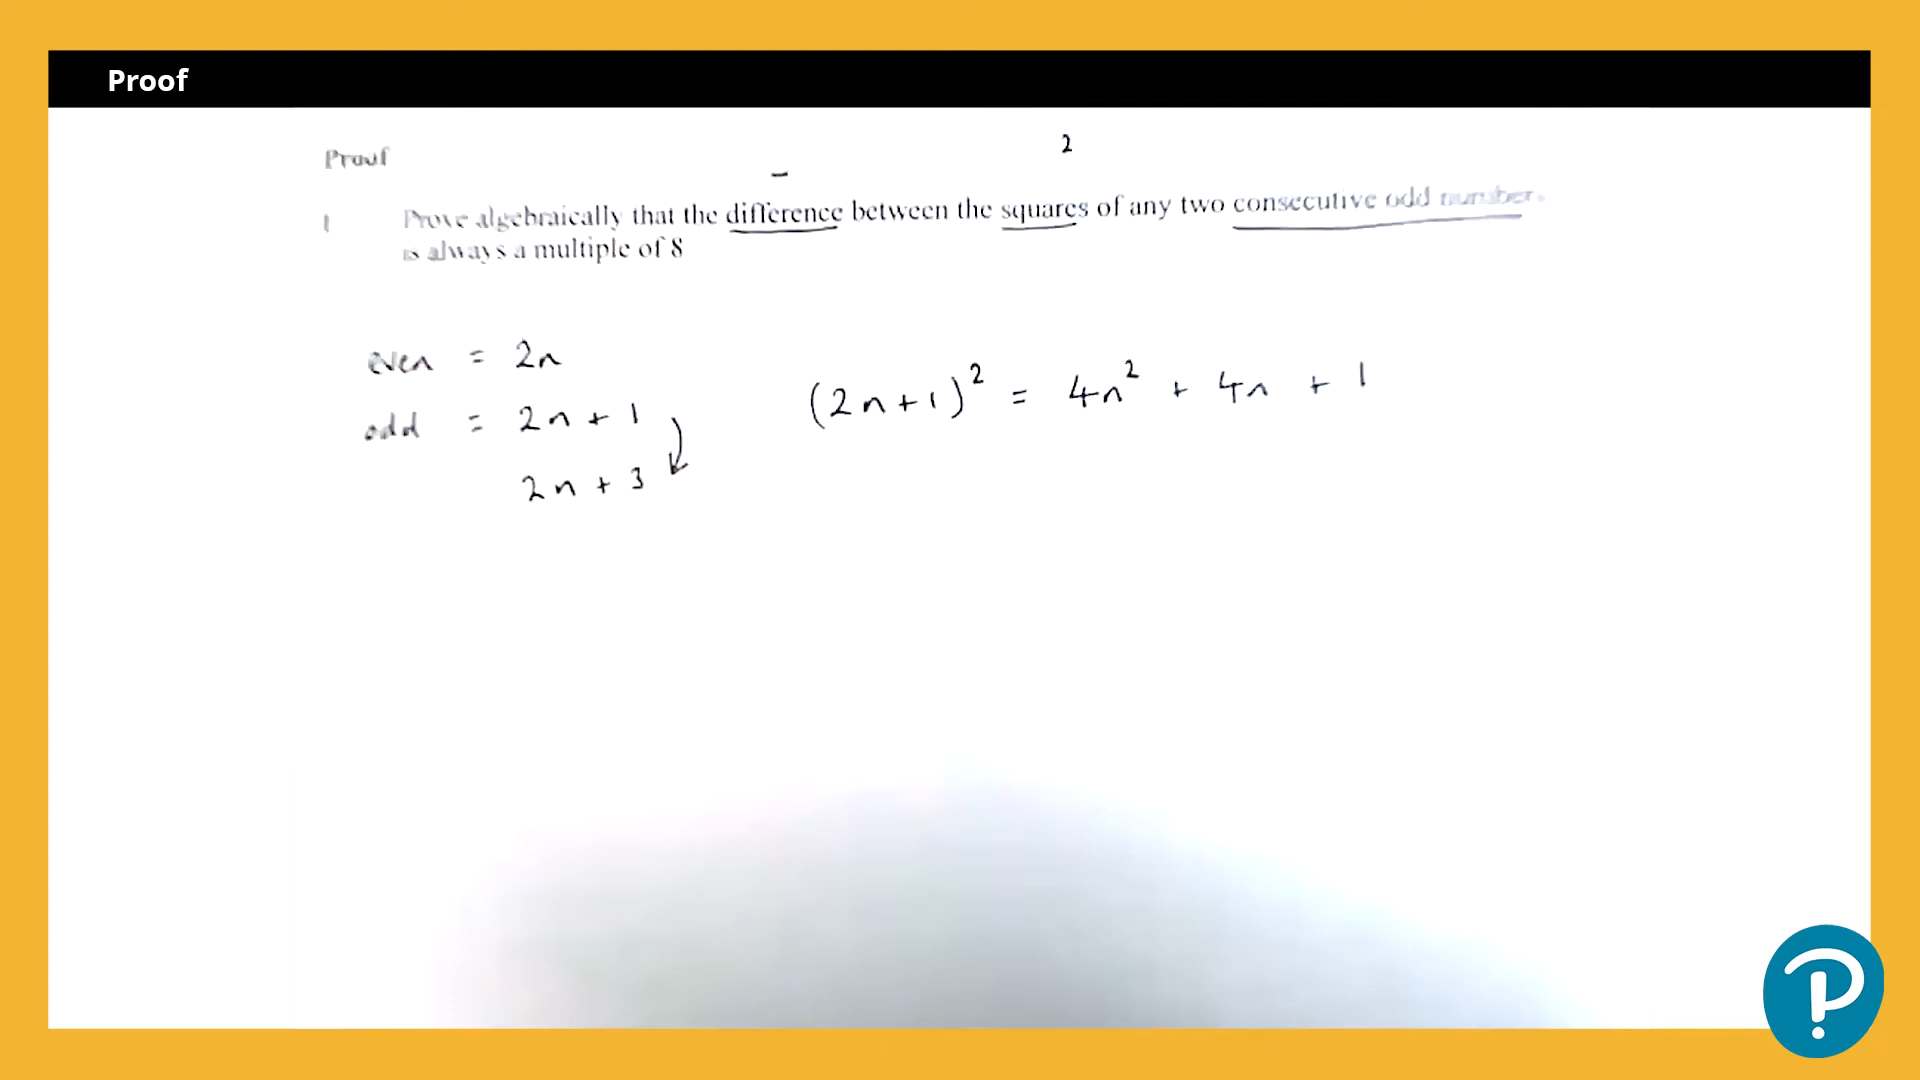 Proof
Proof
2
-
1 Prove algebraically that the difference between the squares of any two consecutive odd numbers
is always a multiple of 8
even = 2n
odd = 2n + 1
2n + 3
(2n+1)² = 4n² + 4n + 1
P